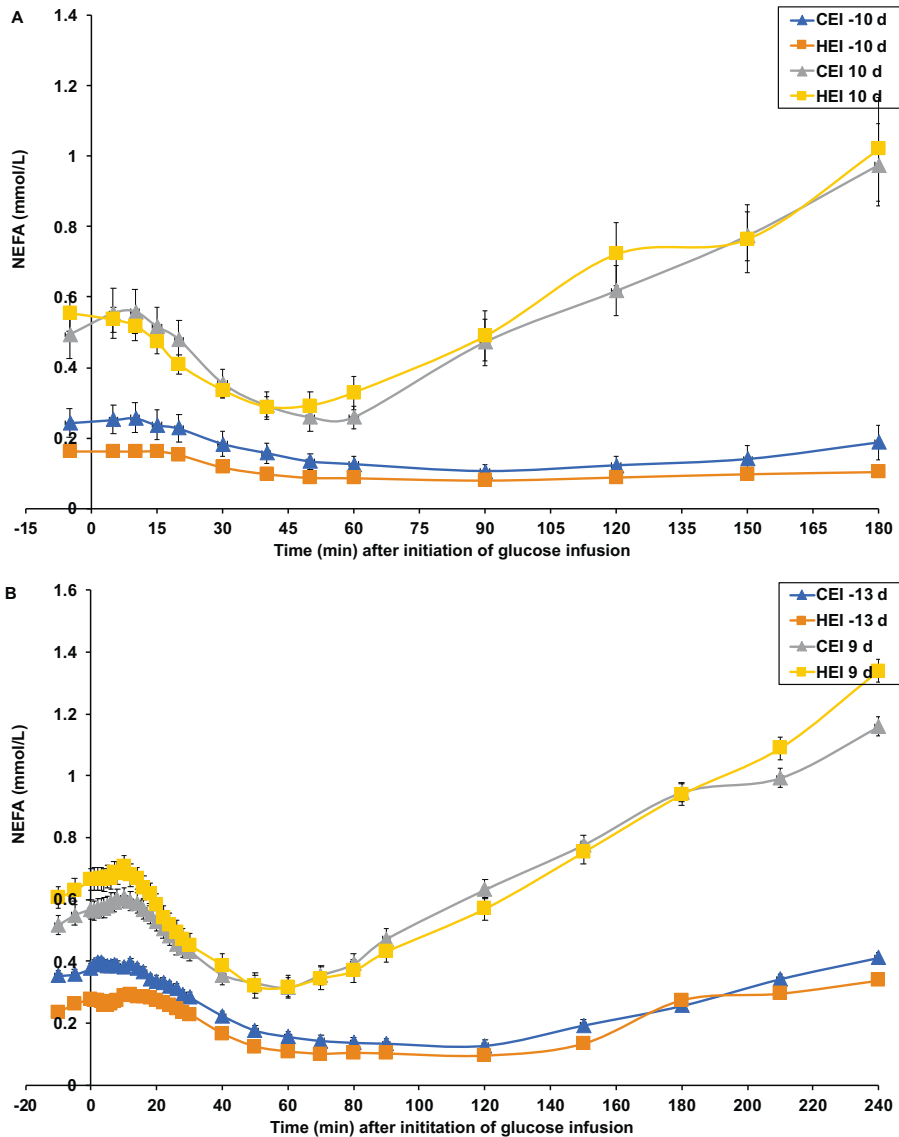 A
1.4
1.2
1
0.8
0.6
0.4
0.2
0
NEFA (mmol/L)
CEI -10 d
HEI -10 d
CEI 10 d
HEI 10 d
-15 0 15 30 45 60 75 90 105 120 135 150 165 180
Time (min) after initiation of glucose infusion
B
1.6
1.4
1.2
1
0.8
0.6
0.4
0.2
0
NEFA (mmol/L)
CEI -13 d
HEI -13 d
CEI 9 d
HEI 9 d
-20 0 20 40 60 80 100 120 140 160 180 200 220 240
Time (min) after inititation of glucose infusion